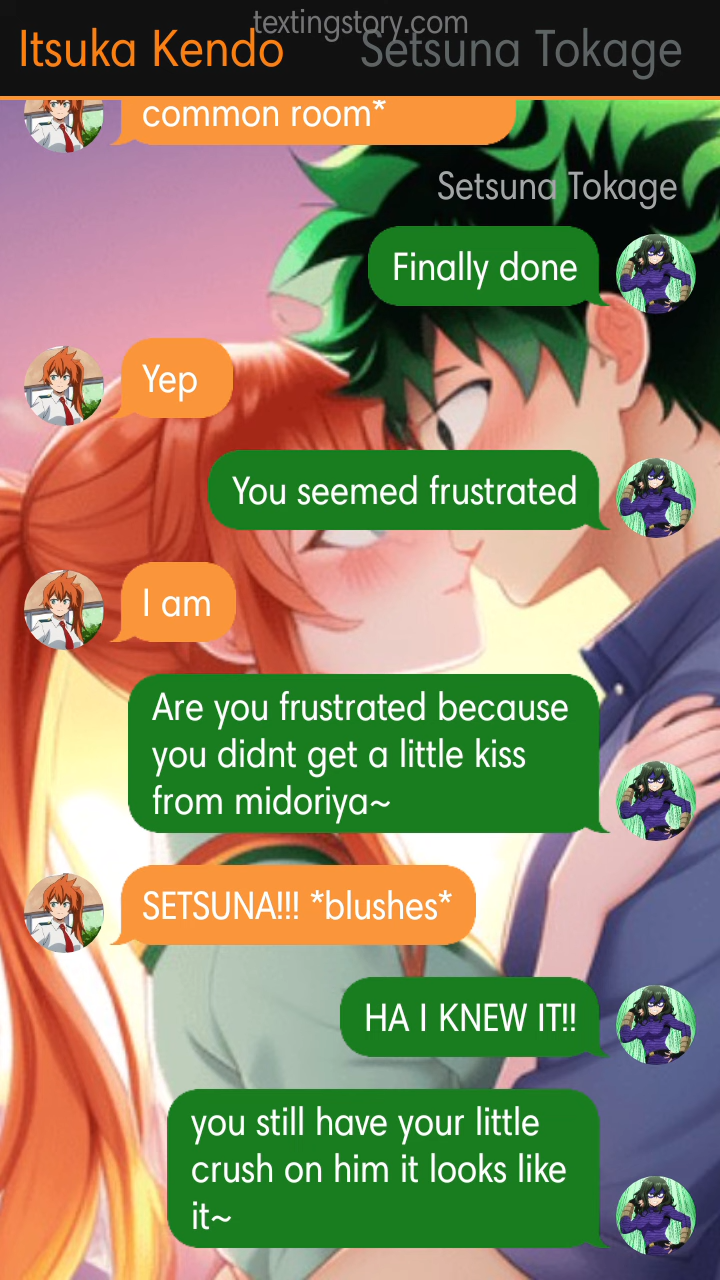 textingstory.com
Itsuka Kendo Setsuna Tokage
common room*
Setsuna Tokage
Finally done
Yep
You seemed frustrated
I am
Are you frustrated because
you didnt get a little kiss
from midoriya~
SETSUNA!!! *blushes*
HA I KNEW IT!!
you still have your little
crush on him it looks like
it~